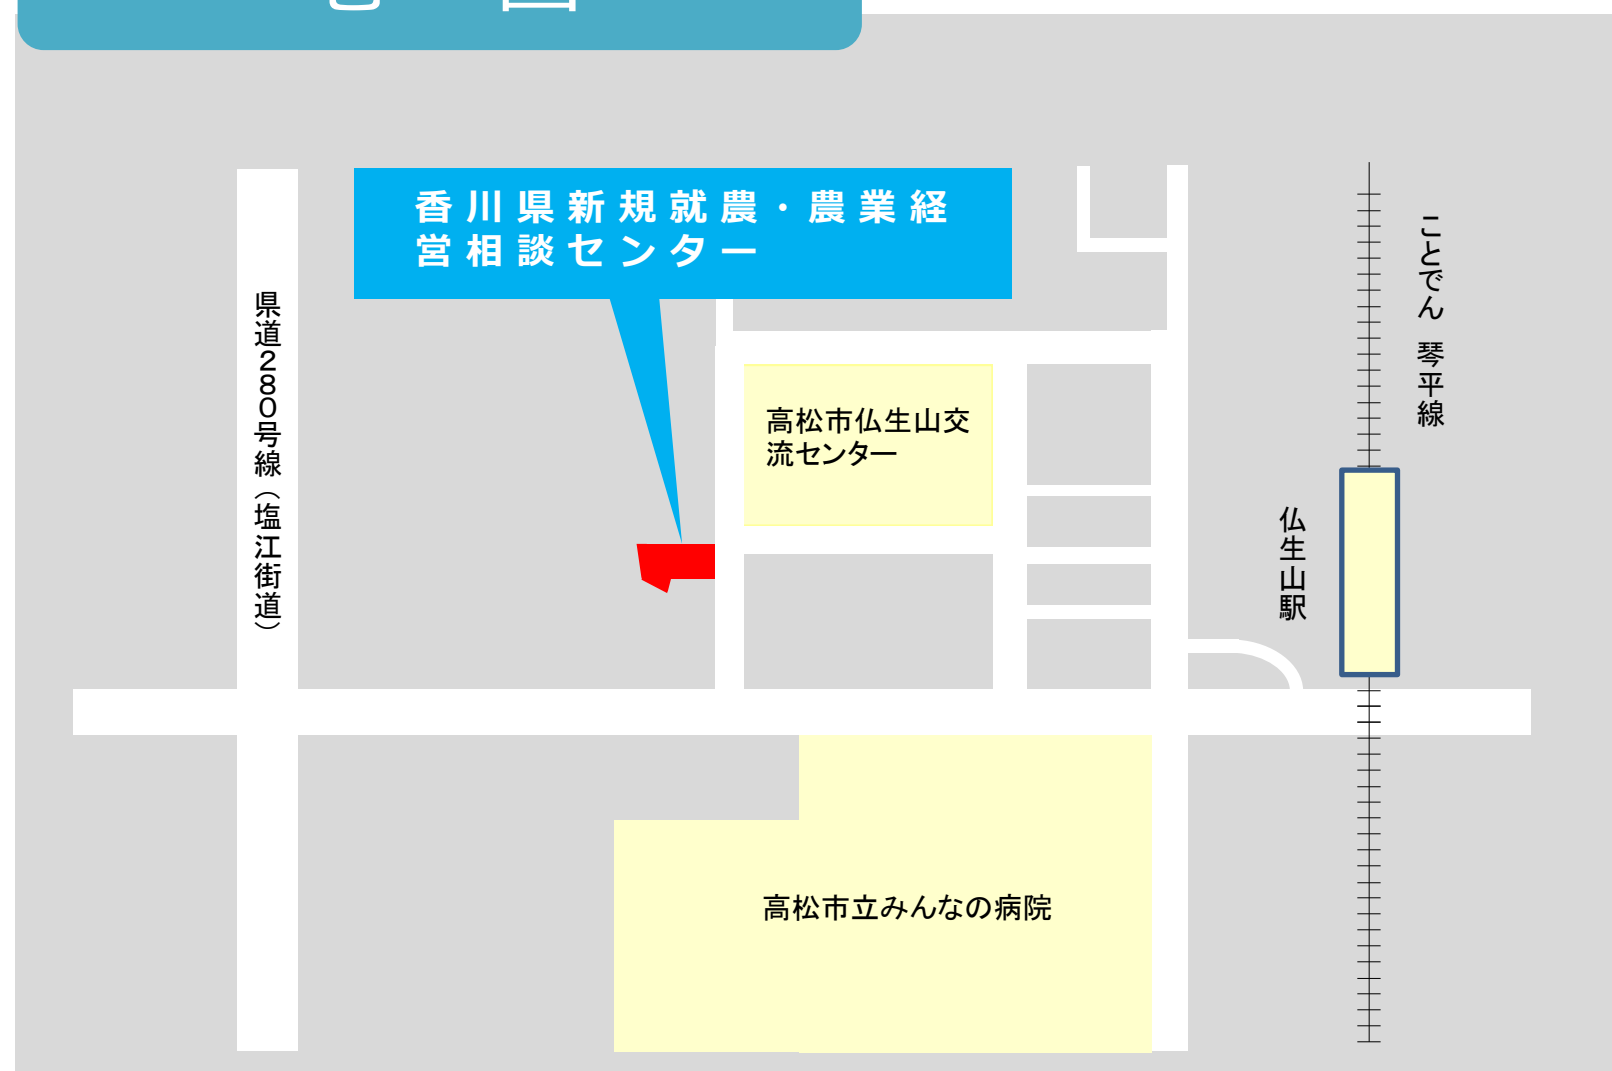 香川県新規就農・農業経
営相談センター
県道２８０号線（塩江街道）
ことでん 琴平線
高松市仏生山交
流センター
仏生山駅
高松市立みんなの病院